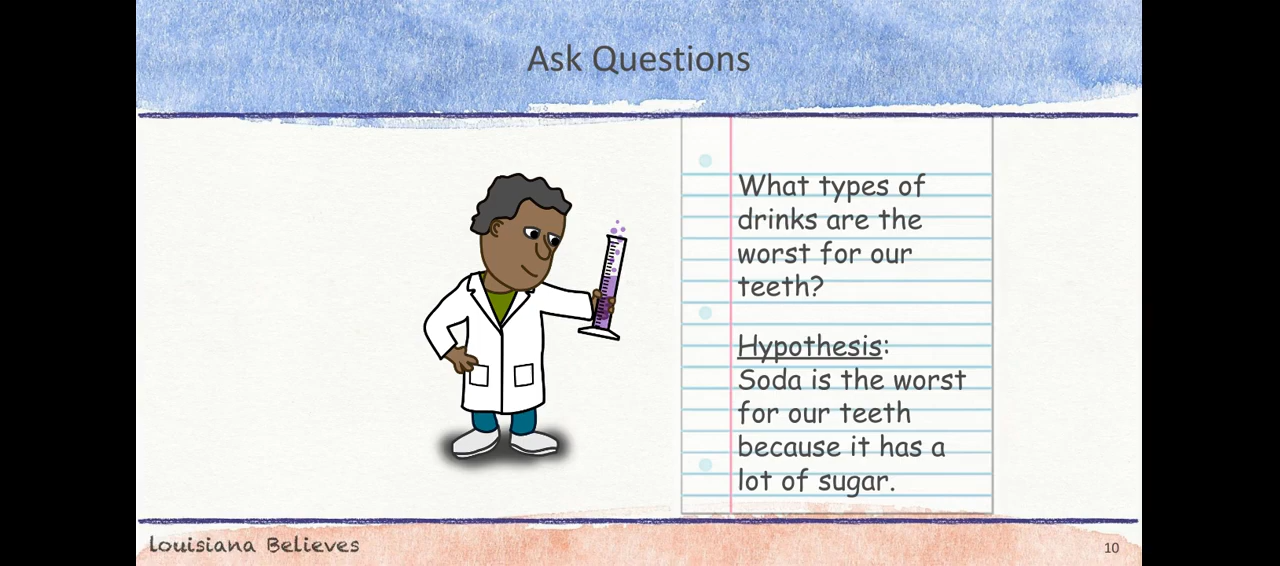 Ask Questions
What types of
drinks are the
worst for our
teeth?
Hypothesis:
Soda is the worst
for our teeth
because it has a
lot of sugar.
Louisiana Believes
10